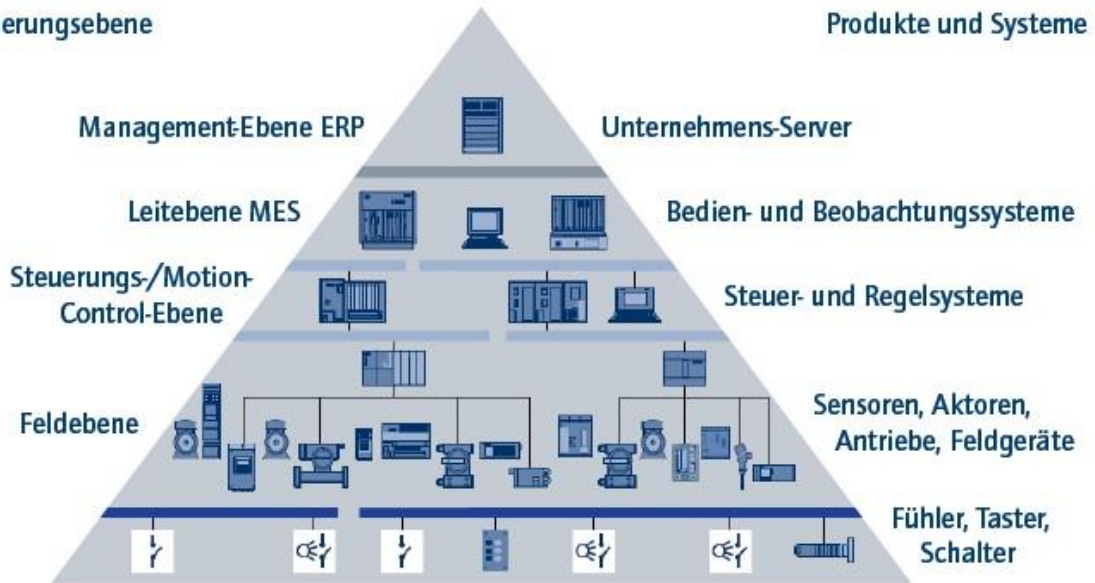 erungsebene
Produkte und Systeme
Management-Ebene ERP
Unternehmens-Server
Leitebene MES
Bedien- und Beobachtungssysteme
Steuerungs-/Motion-
Control-Ebene
Steuer- und Regelsysteme
Feldebene
Sensoren, Aktoren,
Antriebe, Feldgeräte
Fühler, Taster,
Schalter